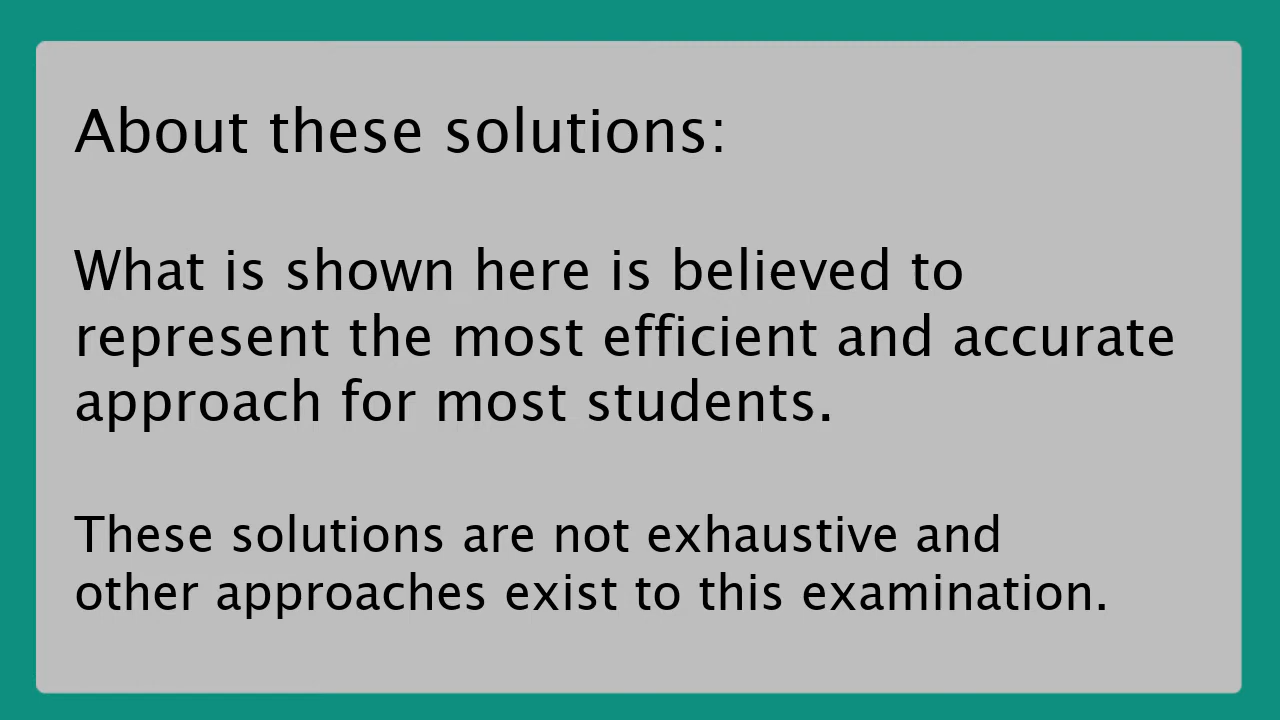 About these solutions:
What is shown here is believed to
represent the most efficient and accurate
approach for most students.
These solutions are not exhaustive and
other approaches exist to this examination.